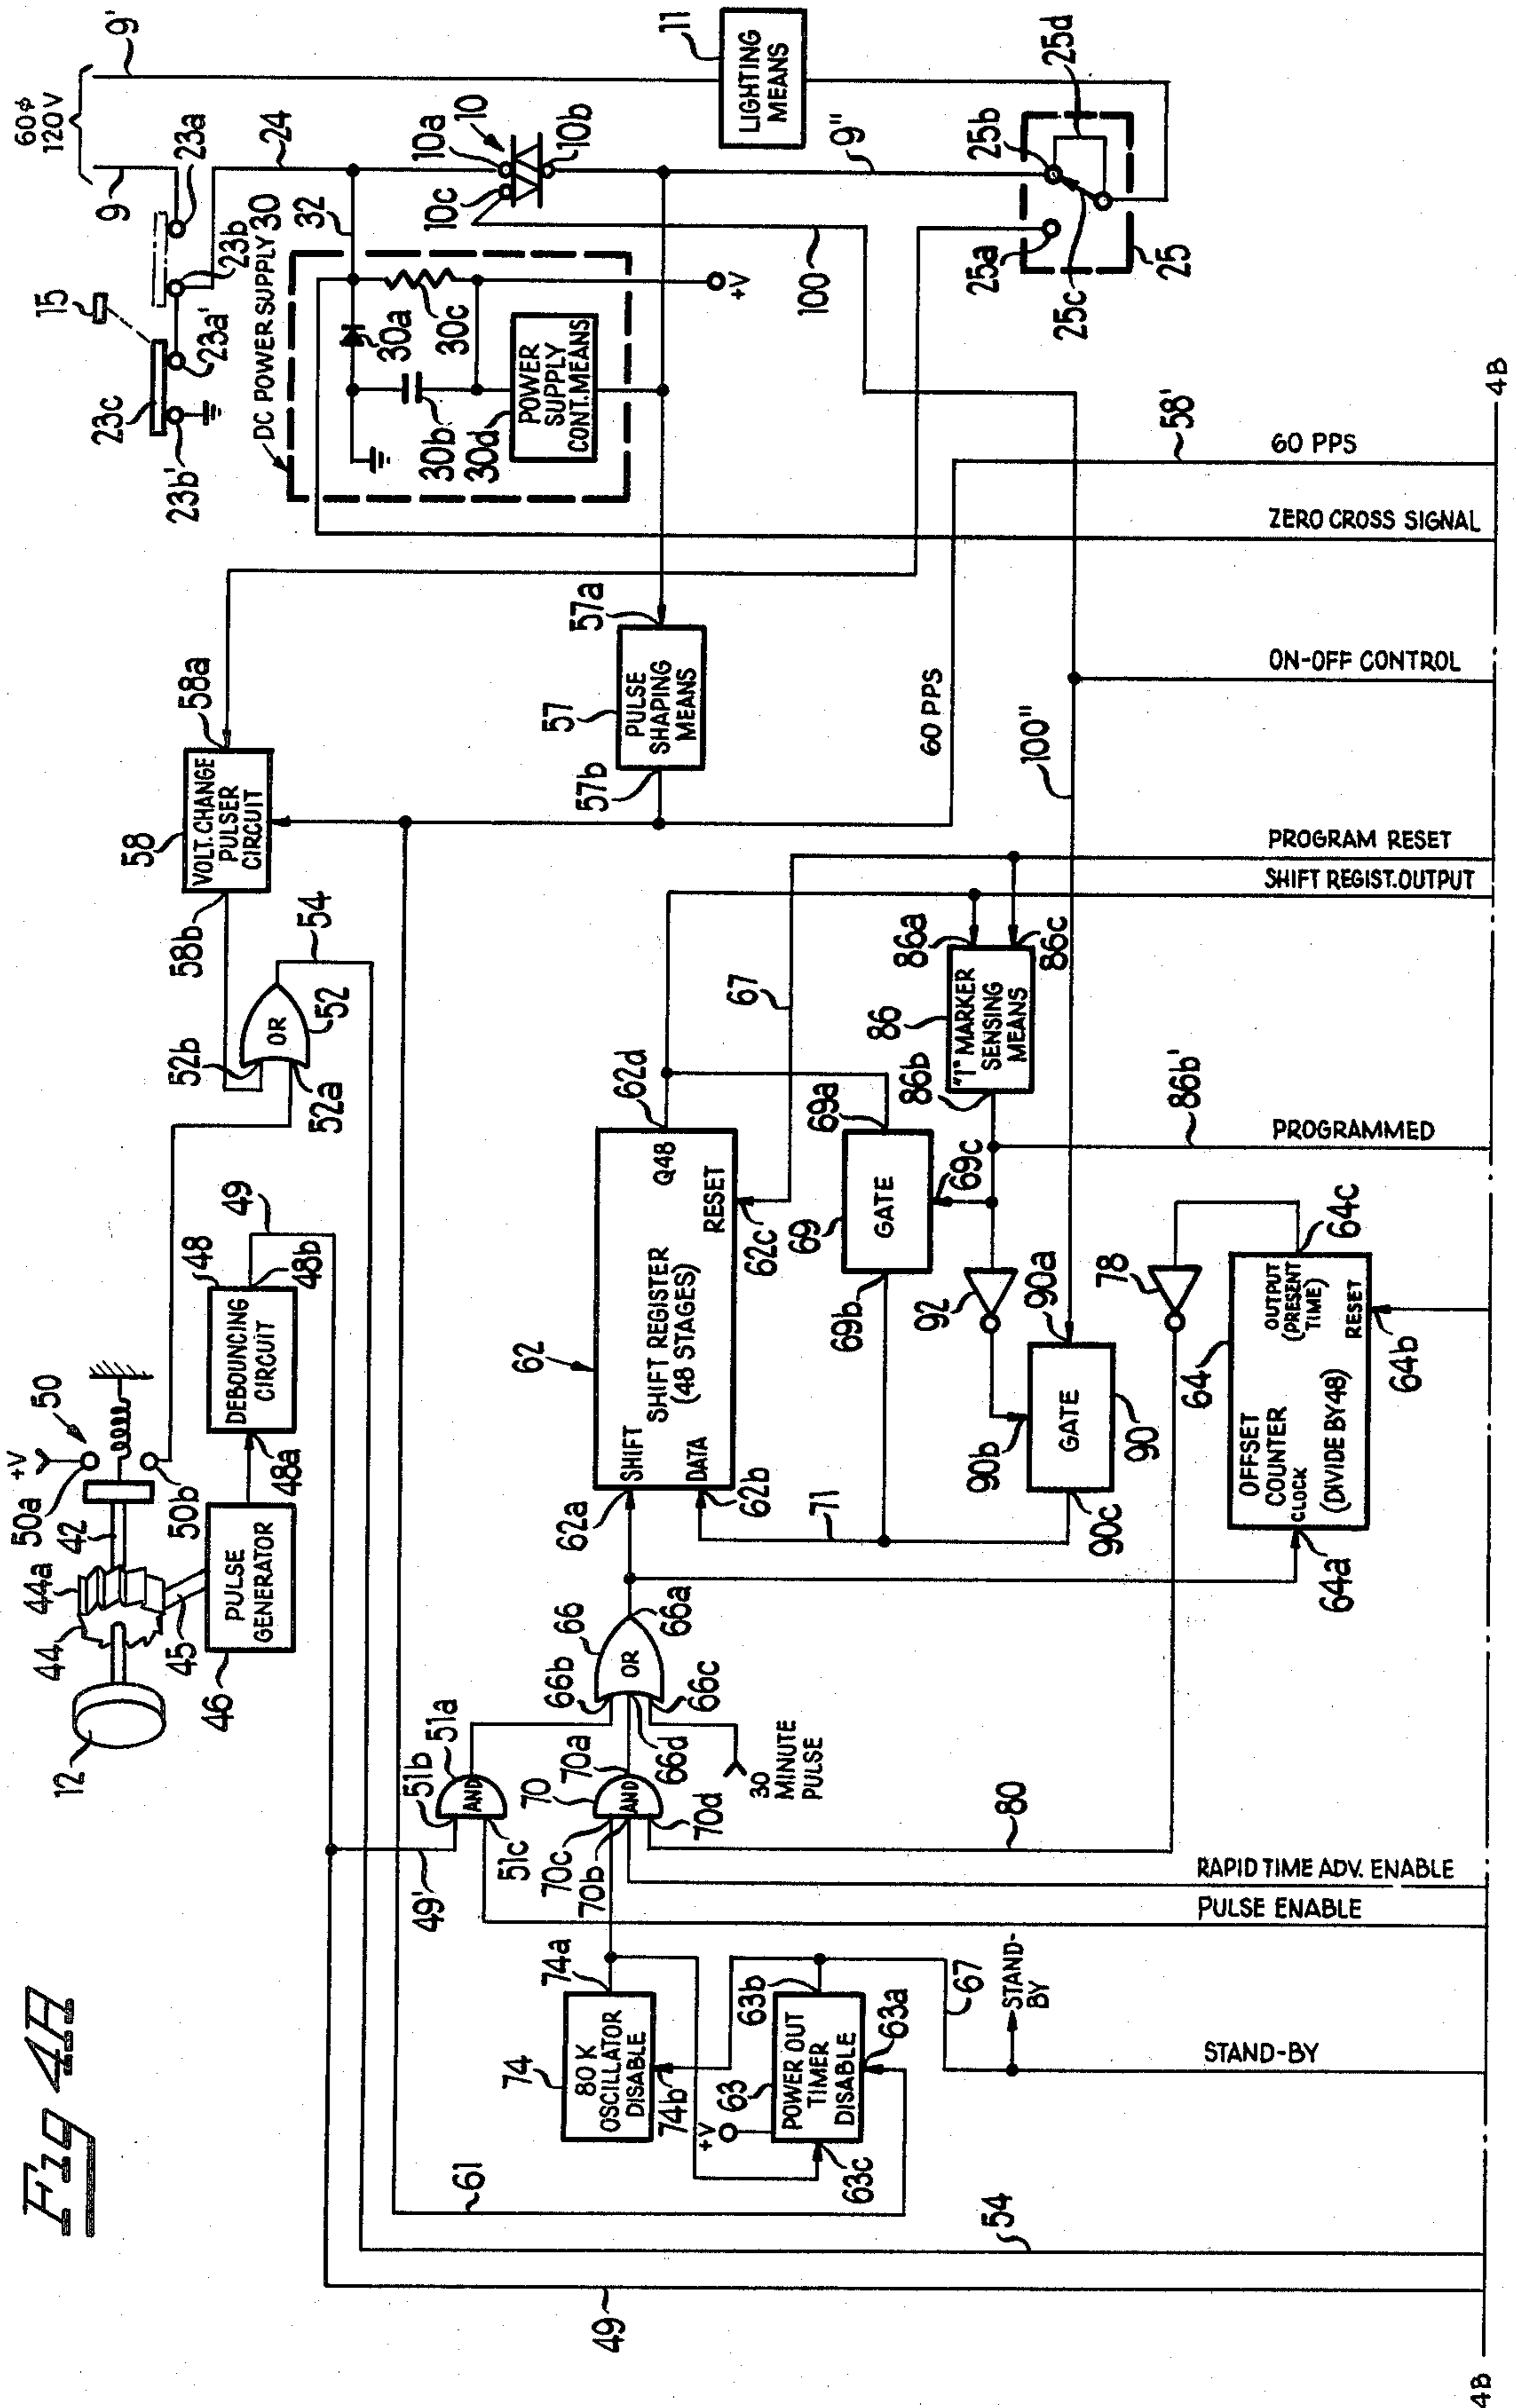 Fig 4A
60ϕ
120V
9
9'
23a
23b
23a'
23b'
23c
15
24
32
DC POWER SUPPLY 30
30a
30b
30c
30d
POWER
SUPPLY
CONT. MEANS
+V
10
10a
10b
10c
11
LIGHTING
MEANS
9"
100
25
25a
25b
25c
25d
58
58a
58b
VOLT. CHANGE
PULSER
CIRCUIT
57
57a
57b
PULSE
SHAPING
MEANS
60 PPS
58'
60 PPS
ZERO CROSS SIGNAL
ON-OFF CONTROL
100"
PROGRAM RESET
SHIFT REGIST. OUTPUT
PROGRAMMED
86b'
54
52
52a
52b
OR
12
44
44a
42
45
46
PULSE
GENERATOR
+V
50
50a
50b
48
48a
48b
DEBOUNCING
CIRCUIT
49
49'
51a
51b
51c
AND
62
62a
62b
62c
62d
SHIFT
DATA
SHIFT REGISTER
(48 STAGES)
Q48
RESET
67
69
69a
69b
69c
GATE
71
86
86a
86b
86c
"1" MARKER
SENSING
MEANS
90
90a
90b
90c
GATE
92
78
64
64a
64b
64c
OFFSET
COUNTER
CLOCK
(DIVIDE BY 48)
OUTPUT
(PRESENT
TIME)
RESET
66
66a
66b
66c
66d
OR
30
MINUTE
PULSE
70
70a
70b
70c
70d
AND
80
RAPID TIME ADV. ENABLE
PULSE ENABLE
74
74a
74b
80 K
OSCILLATOR
DISABLE
63
63a
63b
63c
+V
POWER OUT
TIMER
DISABLE
67
STAND-
BY
STAND-BY
61
54
49
4B
4B